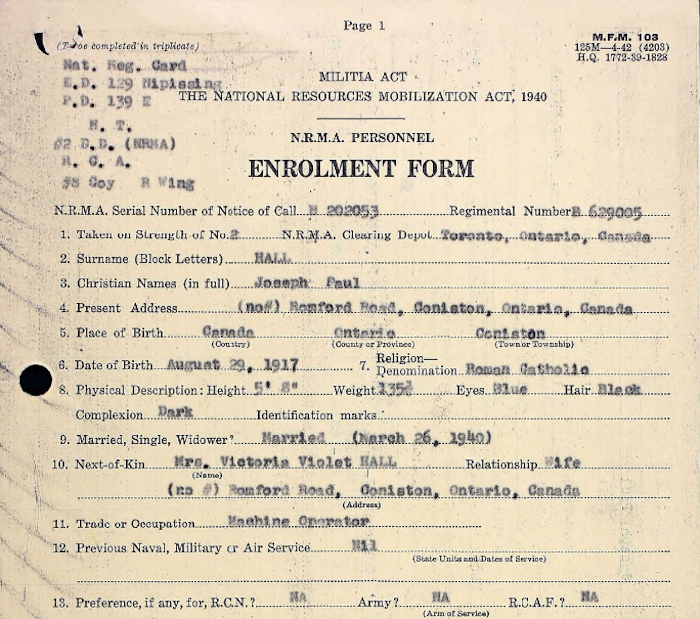 Page 1
M.F.M. 103
125M—4-42 (4203)
H.Q. 1772-39-1828
(To be completed in triplicate)
Nat. Reg. Card
E.D. 129 Nipissing
P.D. 139 E
MILITIA ACT
THE NATIONAL RESOURCES MOBILIZATION ACT, 1940
H. T.
#2 D.D. (NRMA)
R. C. A.
#3 Coy R Wing
N.R.M.A. PERSONNEL
ENROLMENT FORM
N.R.M.A. Serial Number of Notice of Call 202053 Regimental Number B 629005
1. Taken on Strength of No. 2 N.R.M.A. Clearing Depot Toronto, Ontario, Canada
2. Surname (Block Letters) HALL
3. Christian Names (in full) Joseph Paul
4. Present Address (no#) Romford Road, Coniston, Ontario, Canada
5. Place of Birth Canada Ontario Coniston
(Country) (County or Province) (Town or Township)
6. Date of Birth August 29, 1917 7. Religion—
Denomination Roman Catholic
8. Physical Description: Height 5' 8" Weight 135# Eyes Blue Hair Black
Complexion Dark Identification marks
9. Married, Single, Widower? Married (March 26, 1940)
10. Next-of-Kin Mrs. Victoria Violet HALL Relationship Wife
(Name)
(no #) Romford Road, Coniston, Ontario, Canada
(Address)
11. Trade or Occupation Machine Operator
12. Previous Naval, Military or Air Service Nil
(State Units and Dates of Service)
13. Preference, if any, for R.C.N.? NA Army? NA R.C.A.F.? NA
(Arm of Service)